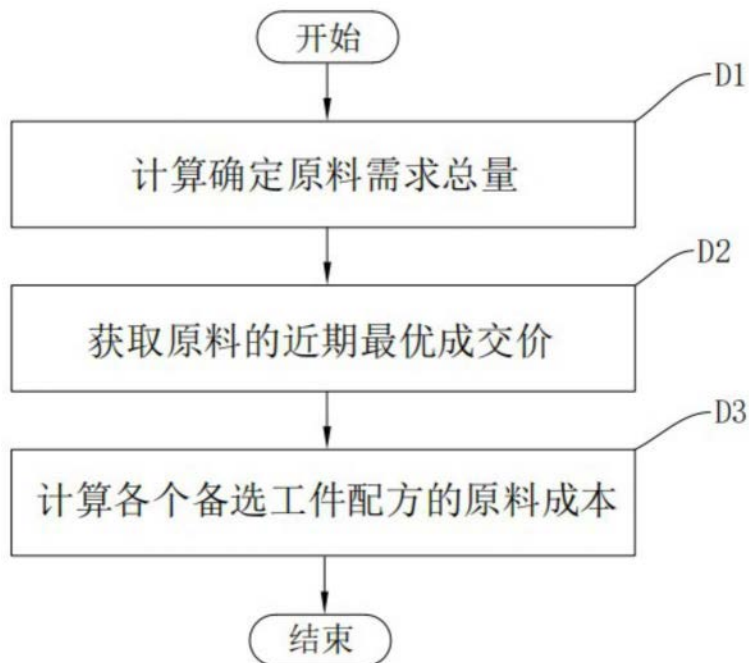 开始
D1
计算确定原料需求总量
D2
获取原料的近期最优成交价
D3
计算各个备选工件配方的原料成本
结束